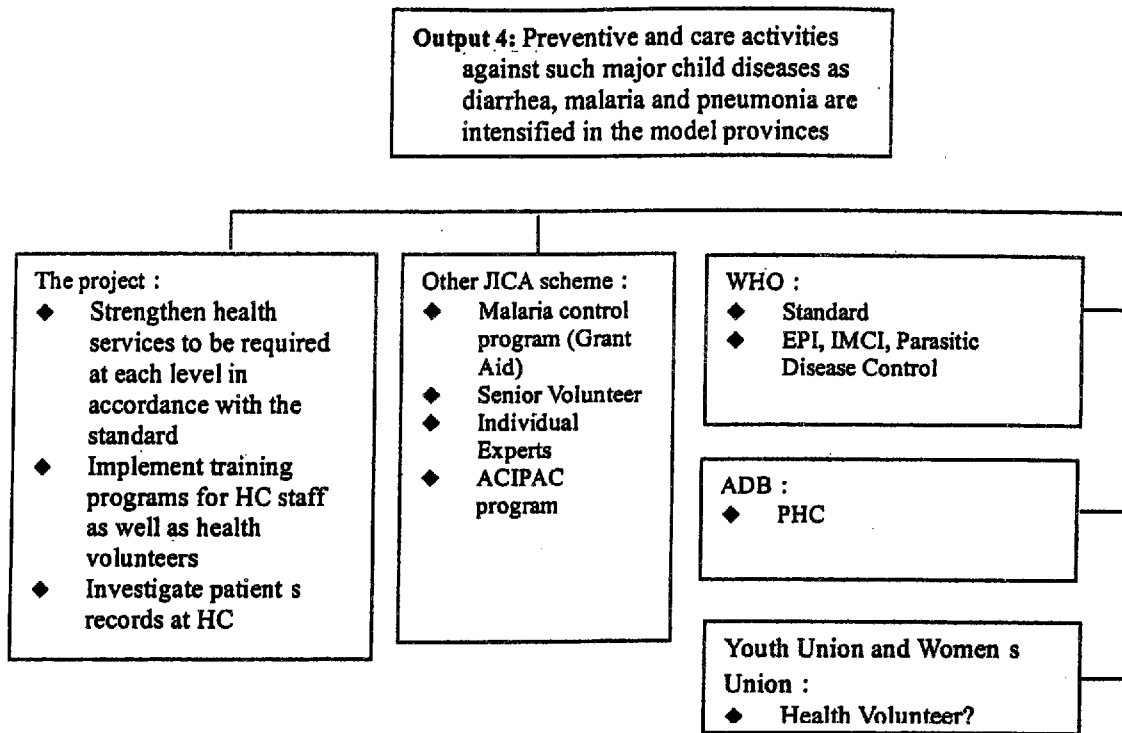 Output 4: Preventive and care activities
against such major child diseases as
diarrhea, malaria and pneumonia are
intensified in the model provinces
The project :
◆ Strengthen health
services to be required
at each level in
accordance with the
standard
◆ Implement training
programs for HC staff
as well as health
volunteers
◆ Investigate patient s
records at HC
Other JICA scheme :
◆ Malaria control
program (Grant
Aid)
◆ Senior Volunteer
◆ Individual
Experts
◆ ACIPAC
program
WHO :
◆ Standard
◆ EPI, IMCI, Parasitic
Disease Control
ADB :
◆ PHC
Youth Union and Women s
Union :
◆ Health Volunteer?